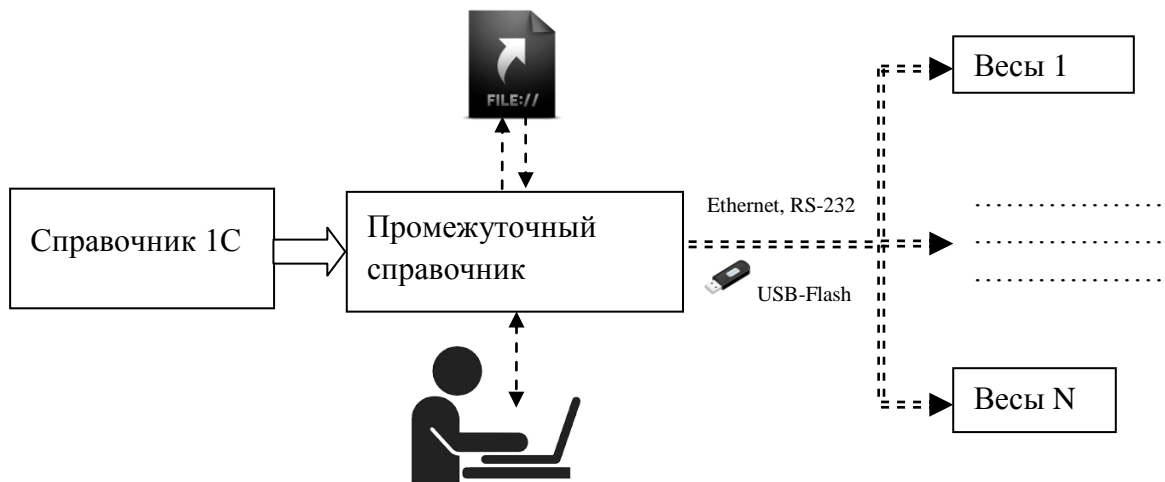 FILE://
Весы 1
Ethernet, RS-232
Справочник 1С
Промежуточный
справочник
USB-Flash
Весы N